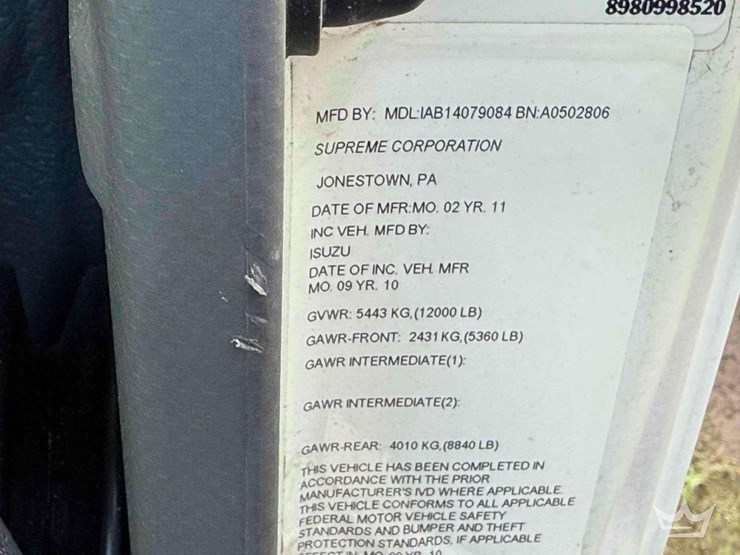 8980998520
MFD BY: MDL:IAB14079084 BN:A0502806
SUPREME CORPORATION
JONESTOWN, PA
DATE OF MFR:MO. 02 YR. 11
INC VEH. MFD BY:
ISUZU
DATE OF INC. VEH. MFR
MO. 09 YR. 10
GVWR: 5443 KG,(12000 LB)
GAWR-FRONT: 2431 KG,(5360 LB)
GAWR INTERMEDIATE(1):
GAWR INTERMEDIATE(2):
GAWR-REAR: 4010 KG,(8840 LB)
THIS VEHICLE HAS BEEN COMPLETED IN
ACCORDANCE WITH THE PRIOR
MANUFACTURER'S IVD WHERE APPLICABLE.
THIS VEHICLE CONFORMS TO ALL APPLICABLE
FEDERAL MOTOR VEHICLE SAFETY
STANDARDS AND BUMPER AND THEFT
PROTECTION STANDARDS, IF APPLICABLE